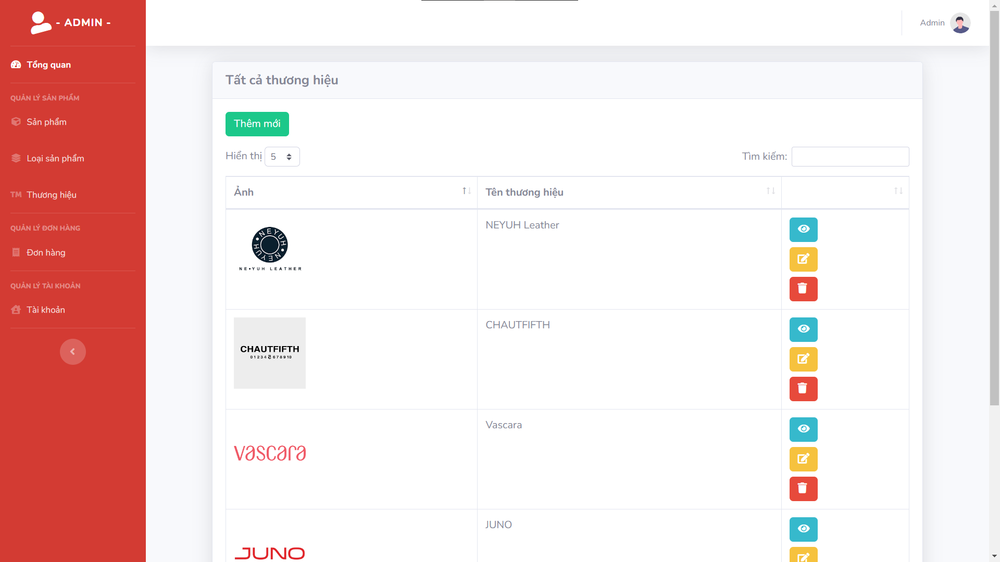 - ADMIN -
Admin
Tổng quan
QUẢN LÝ SẢN PHẨM
Sản phẩm
Loại sản phẩm
TM Thương hiệu
QUẢN LÝ ĐƠN HÀNG
Đơn hàng
QUẢN LÝ TÀI KHOẢN
Tài khoản
Tất cả thương hiệu
Thêm mới
Hiển thị 5
Tìm kiếm:
Ảnh
Tên thương hiệu
NEYUH
NEYUH
NE•YUH LEATHER
NEYUH Leather
CHAUTFIFTH
012345678910
CHAUTFIFTH
vascara
Vascara
JUNO
JUNO